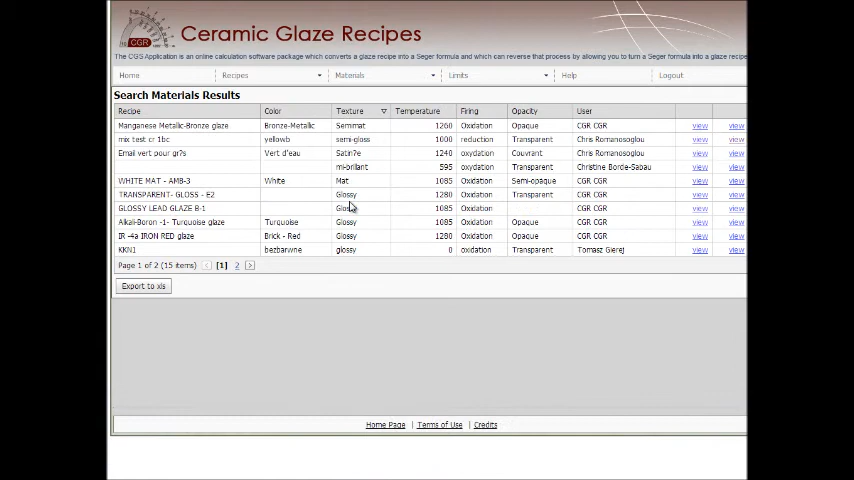 CGR
Ceramic Glaze Recipes
The CGS Application is an online calculation software package which converts a glaze recipe into a Seger formula and which can reverse that process by allowing you to turn a Seger formula into a glaze recipe
Home Recipes Materials Limits Help Logout
Search Materials Results
Recipe Color Texture Temperature Firing Opacity User
Manganese Metallic-Bronze glaze Bronze-Metallic Semimat 1260 Oxidation Opaque CGR CGR view view
mix test cr 1bc yellowb semi-gloss 1000 reduction Transparent Chris Romanosoglou view view
Email vert pour gr?s Vert d'eau Satin?e 1240 oxydation Couvrant Chris Romanosoglou view view
mi-brilant 595 oxydation Transparent Christine Borde-Sabau view view
WHITE MAT - AMB-3 White Mat 1085 Oxidation Semi-opaque CGR CGR view view
TRANSPARENT- GLOSS - E2 Glossy 1280 Oxidation Transparent CGR CGR view view
GLOSSY LEAD GLAZE B-1 Glossy 1085 Oxidation CGR CGR view view
Alkali-Boron -1- Turquoise glaze Turquoise Glossy 1085 Oxidation Opaque CGR CGR view view
IR -4a IRON RED glaze Brick - Red Glossy 1280 Oxidation Opaque CGR CGR view view
KKN1 bezbarwne glossy 0 oxidation Transparent Tomasz Gierej view view
Page 1 of 2 (15 items) [1] 2
Export to xls
Home Page | Terms of Use | Credits